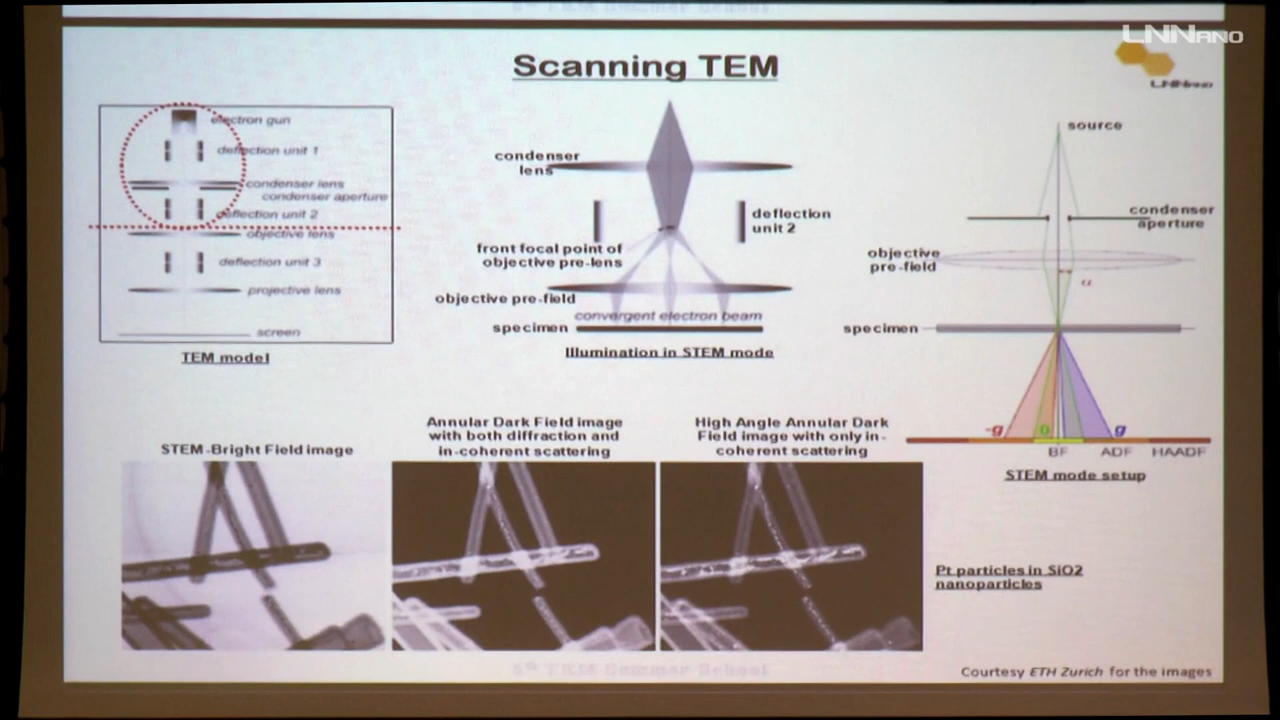 LNNANO
Scanning TEM
LNNano
electron gun
deflection unit 1
condenser lens
condenser aperture
deflection unit 2
objective lens
deflection unit 3
projective lens
screen
TEM model
condenser
lens
deflection
unit 2
front focal point of
objective pre-lens
objective pre-field
convergent electron beam
specimen
Illumination in STEM mode
source
condenser
aperture
objective
pre-field
α
specimen
-g
0
g
BF
ADF
HAADF
STEM mode setup
STEM -Bright Field image
Annular Dark Field image
with both diffraction and
in-coherent scattering
High Angle Annular Dark
Field image with only in-
coherent scattering
Pt particles in SiO2
nanoparticles
Courtesy ETH Zurich for the images